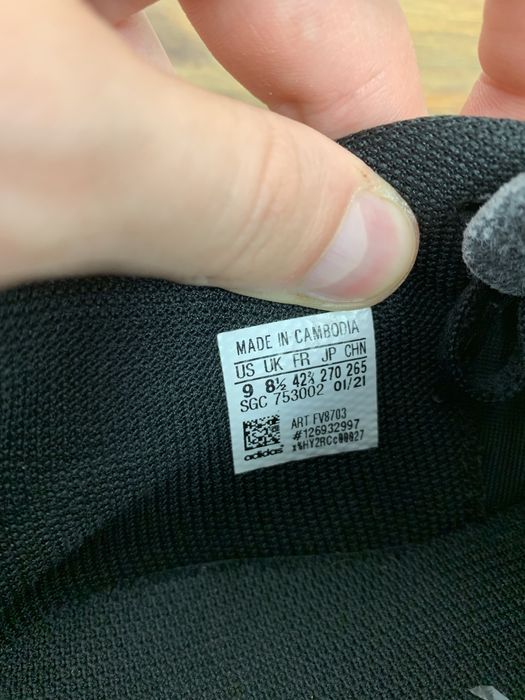 MADE IN CAMBODIA
US UK FR JP CHN
9 8½ 42⅔ 270 265
SGC 753002 01/21
ART FV8703
#126932997
x%HY2RCc00027
adidas